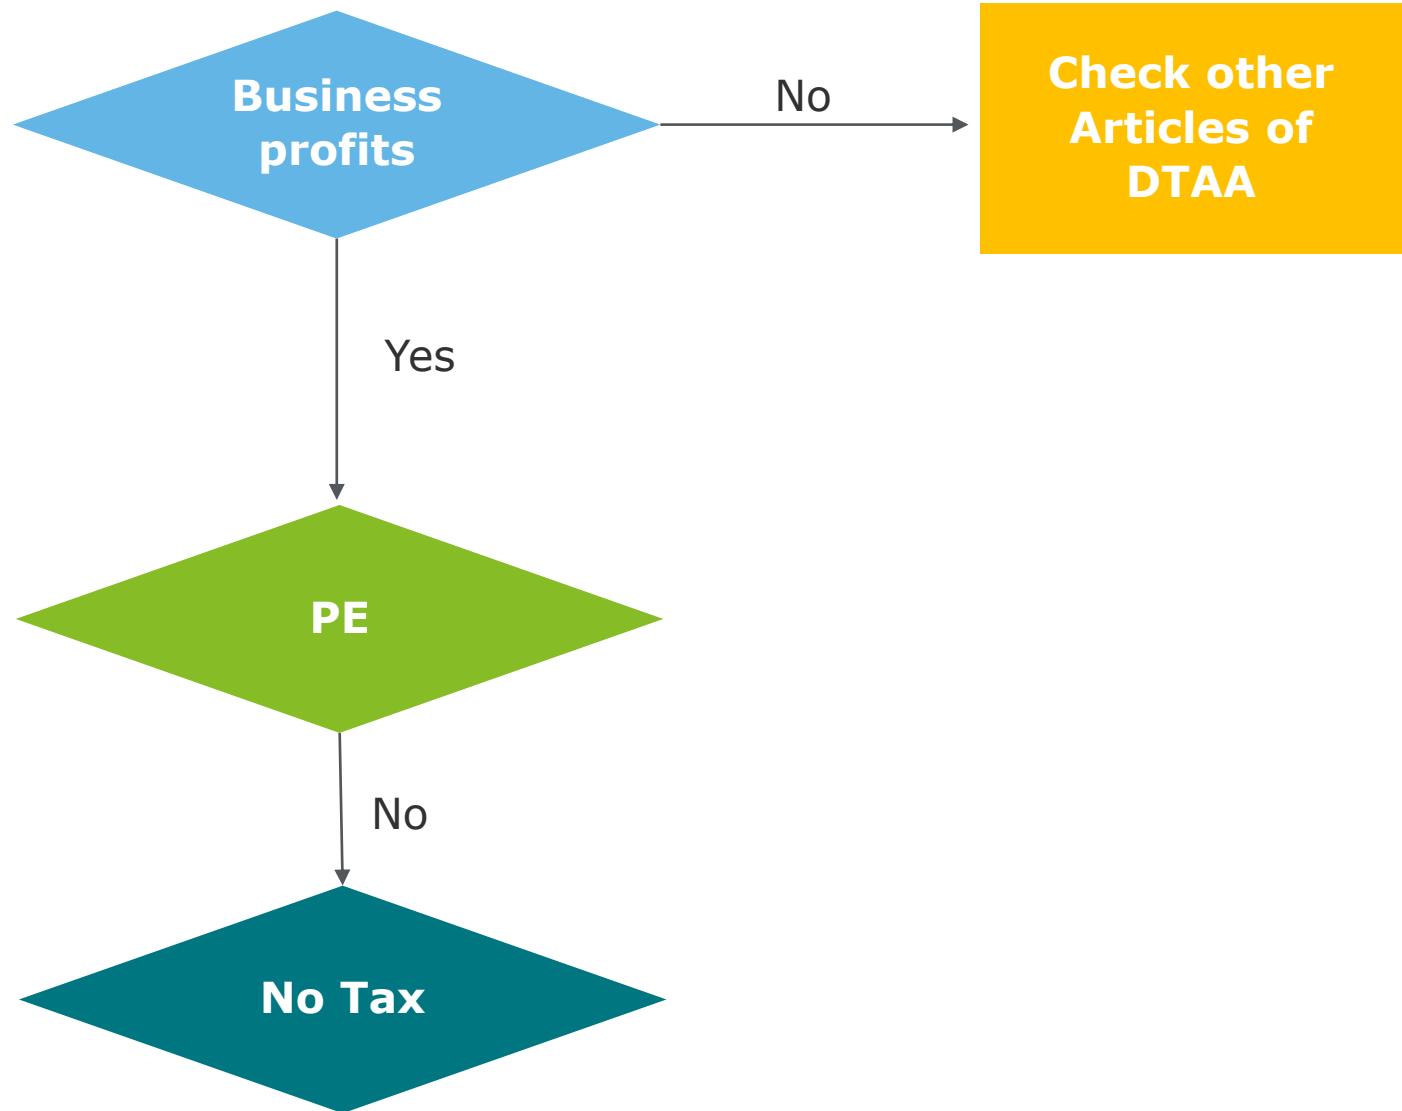 Business
profits
No
Check other
Articles of
DTAA
Yes
PE
No
No Tax